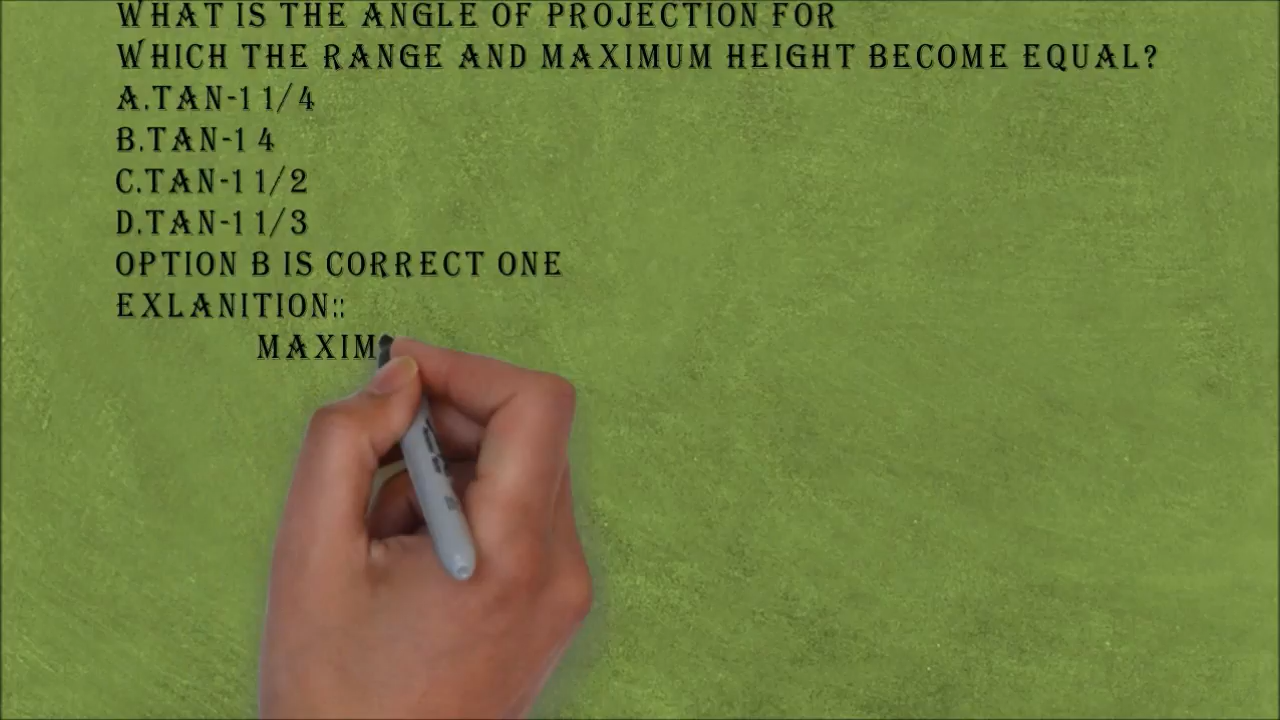 WHAT IS THE ANGLE OF PROJECTION FOR
WHICH THE RANGE AND MAXIMUM HEIGHT BECOME EQUAL?
A.TAN-1 1/4
B.TAN-1 4
C.TAN-1 1/2
D.TAN-1 1/3
OPTION B IS CORRECT ONE
EXLANITION::
MAXIM